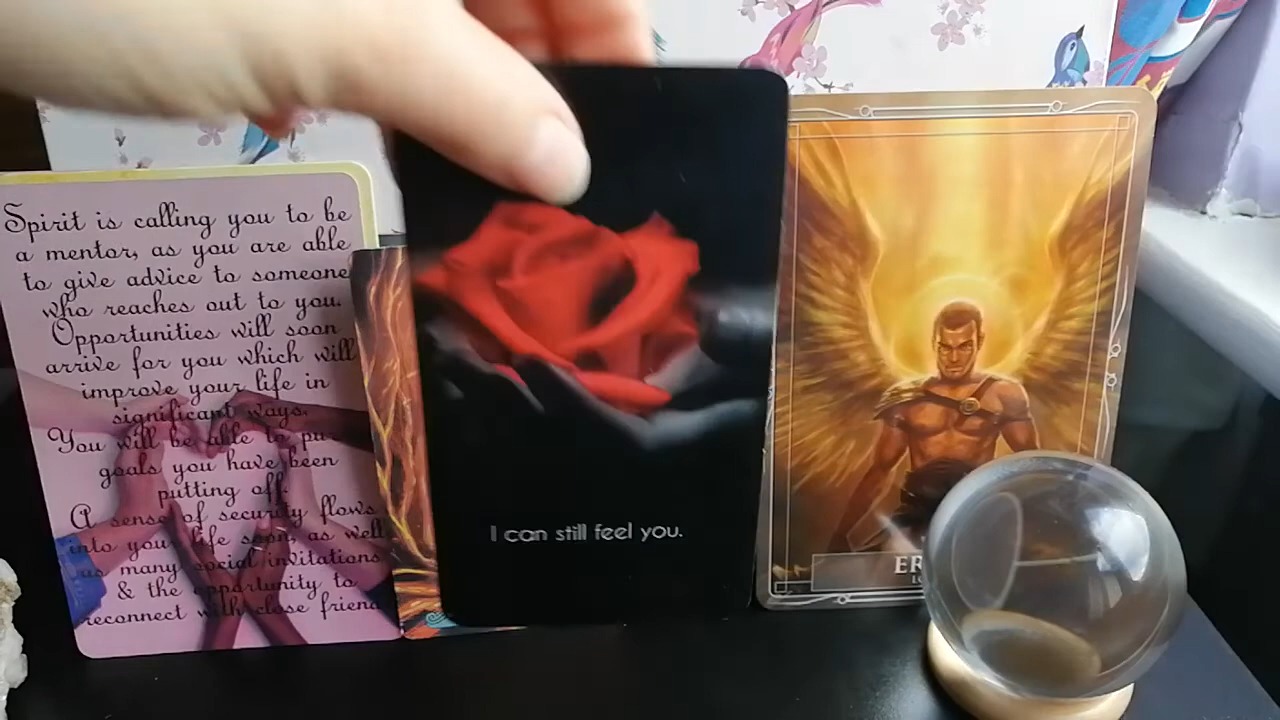 Spirit is calling you to be
a mentor, as you are able
to give advice to someone
who reaches out to you.
Opportunities will soon
arrive for you which will
improve your life in
significant ways.
You will be able to
goals you have been
putting off.
A sense of security flows
into your life soon, as well
as many social invitations
& the opportunity to
reconnect with close friend
I can still feel you.
ER